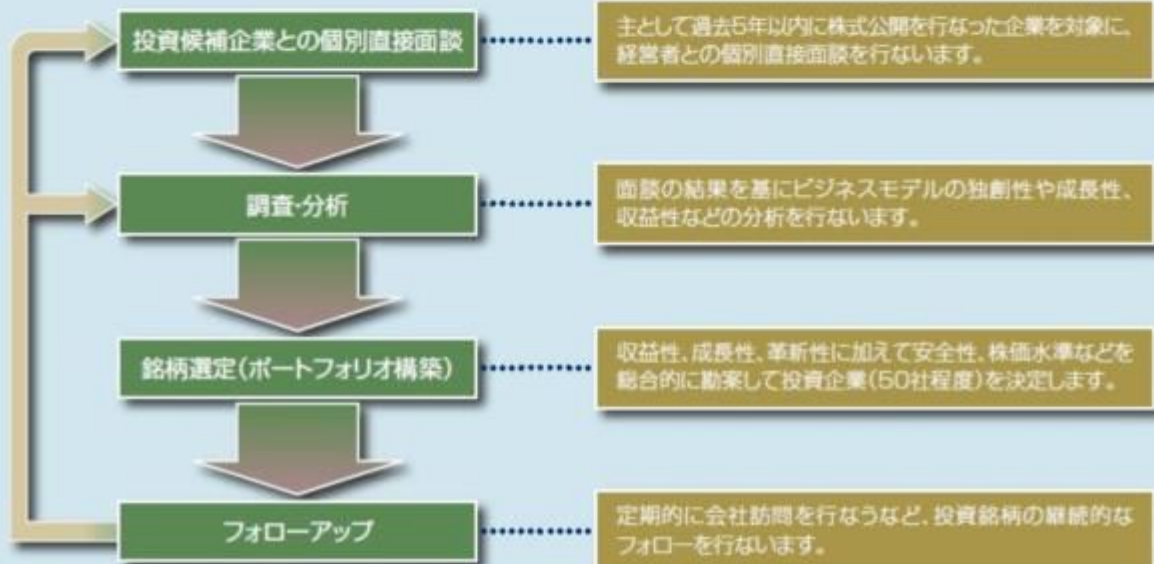 投資候補企業との個別直接面談
主として過去5年以内に株式公開を行なった企業を対象に、
経営者との個別直接面談を行ないます。
調査・分析
面談の結果を基にビジネスモデルの独創性や成長性、
収益性などの分析を行ないます。
銘柄選定(ポートフォリオ構築)
収益性、成長性、革新性に加えて安全性、株価水準などを
総合的に勘案して投資企業(50社程度)を決定します。
フォローアップ
定期的に会社訪問を行なうなど、投資銘柄の継続的な
フォローを行ないます。